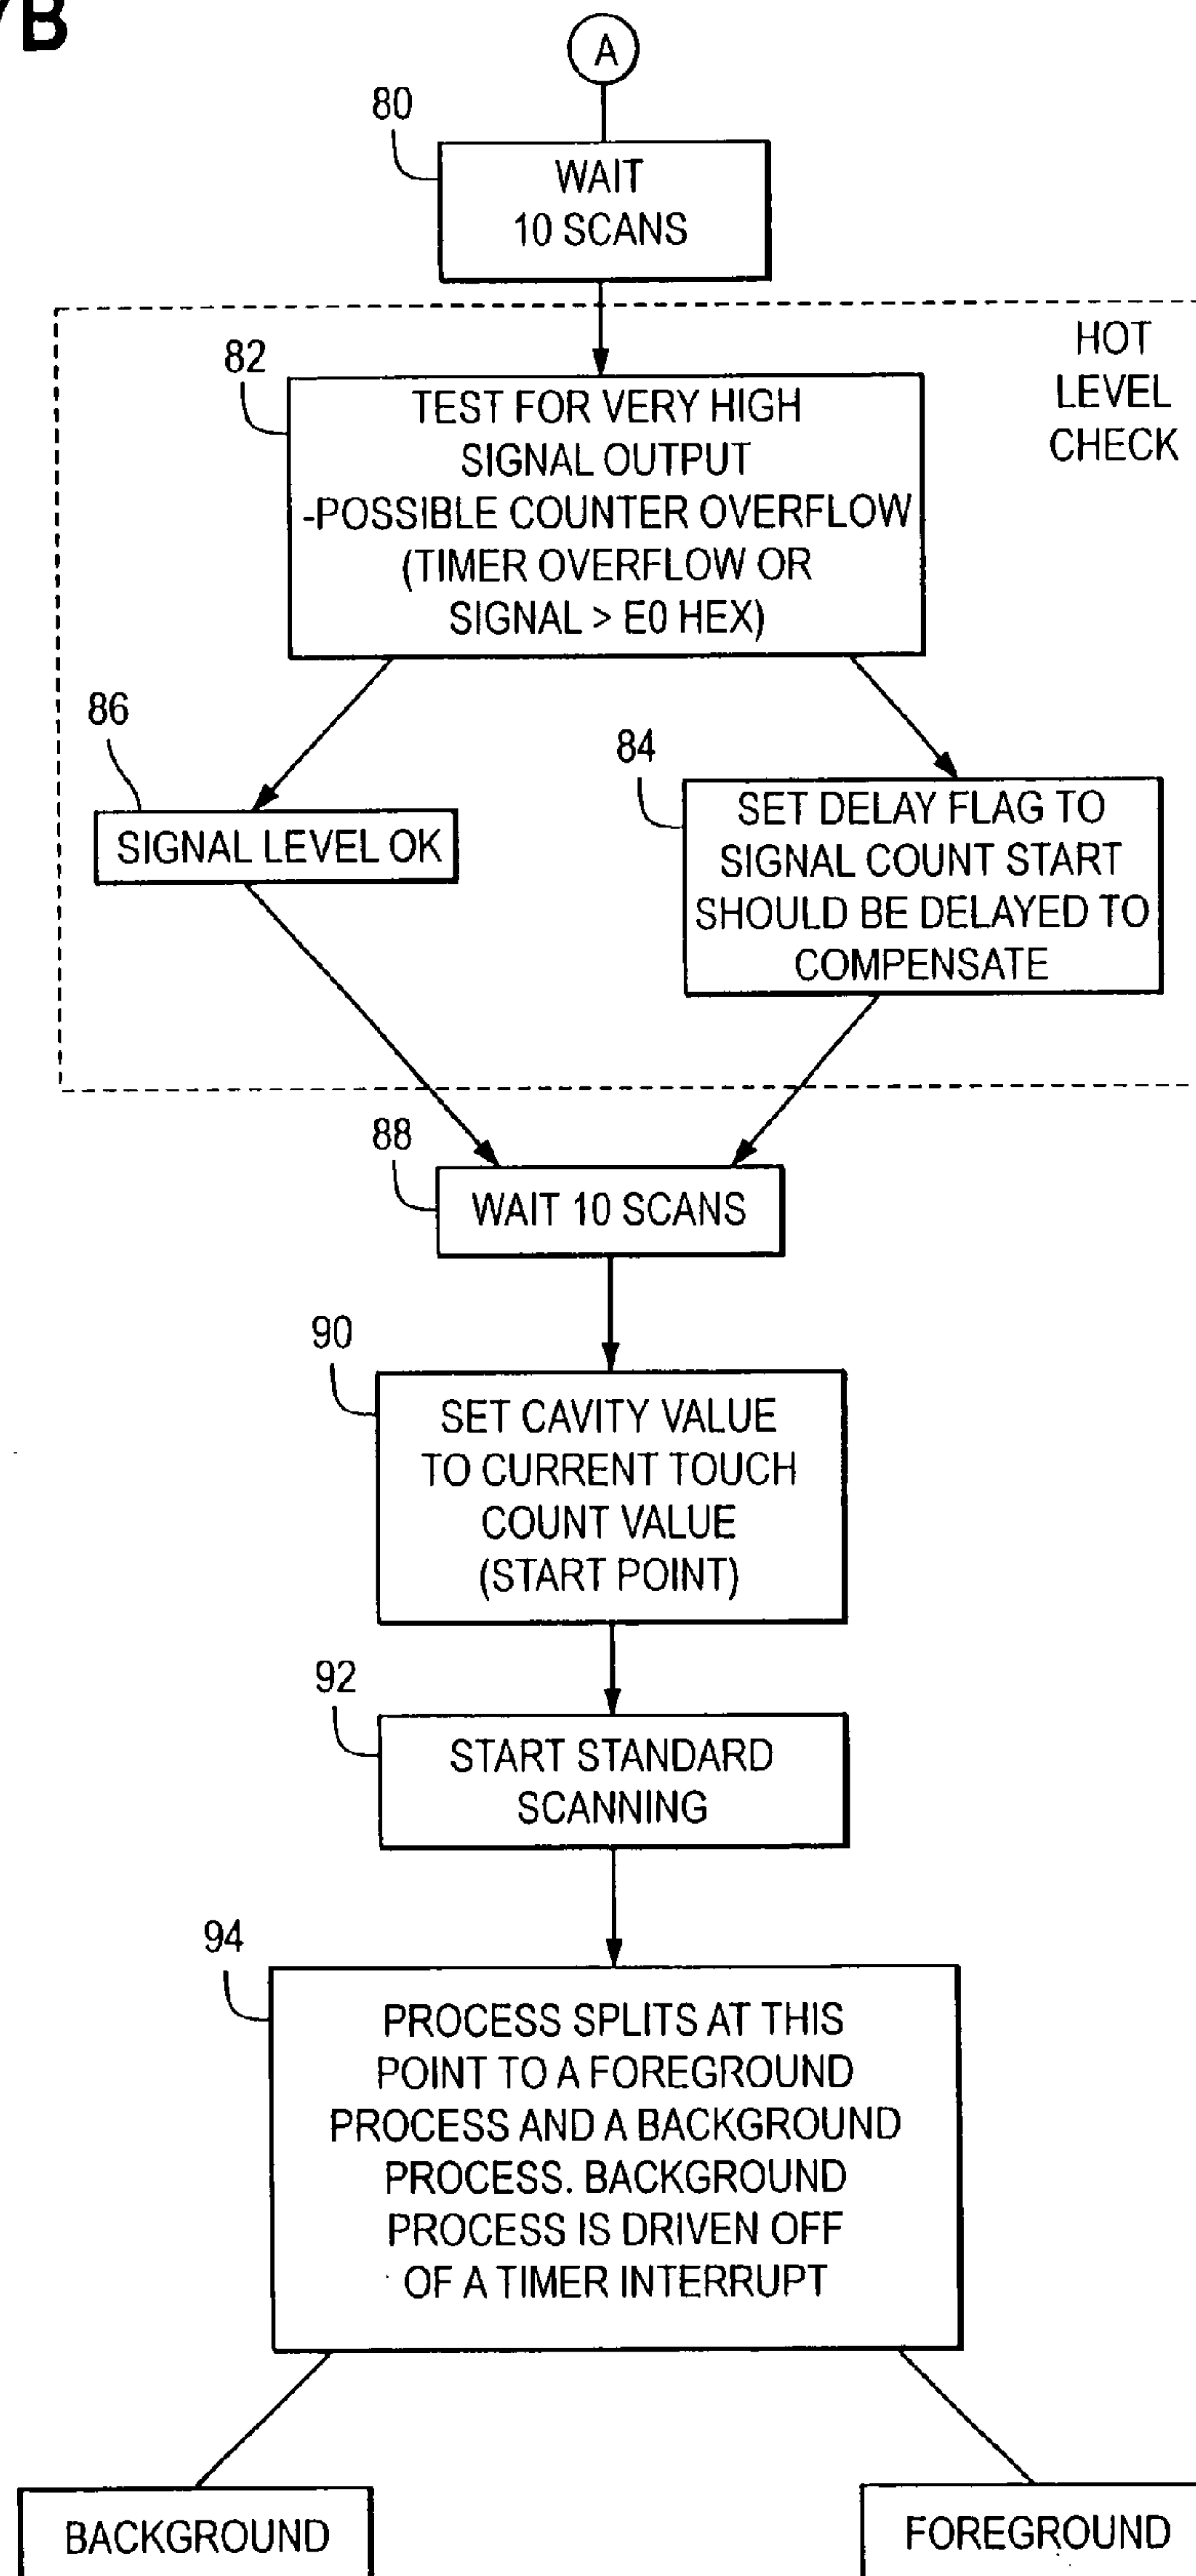 7B
A
80
WAIT
10 SCANS
HOT
LEVEL
CHECK
82
TEST FOR VERY HIGH
SIGNAL OUTPUT
-POSSIBLE COUNTER OVERFLOW
(TIMER OVERFLOW OR
SIGNAL > E0 HEX)
86
SIGNAL LEVEL OK
84
SET DELAY FLAG TO
SIGNAL COUNT START
SHOULD BE DELAYED TO
COMPENSATE
88
WAIT 10 SCANS
90
SET CAVITY VALUE
TO CURRENT TOUCH
COUNT VALUE
(START POINT)
92
START STANDARD
SCANNING
94
PROCESS SPLITS AT THIS
POINT TO A FOREGROUND
PROCESS AND A BACKGROUND
PROCESS. BACKGROUND
PROCESS IS DRIVEN OFF
OF A TIMER INTERRUPT
BACKGROUND
FOREGROUND